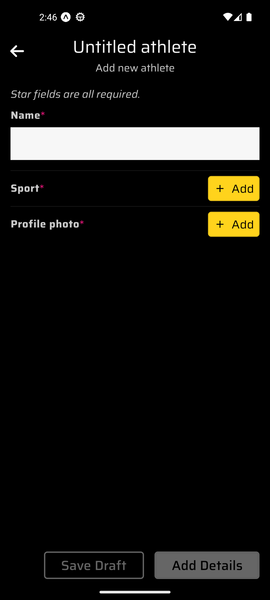 2:46
Untitled athlete
Add new athlete
Star fields are all required.
Name*
Sport*
+ Add
Profile photo*
+ Add
Save Draft
Add Details